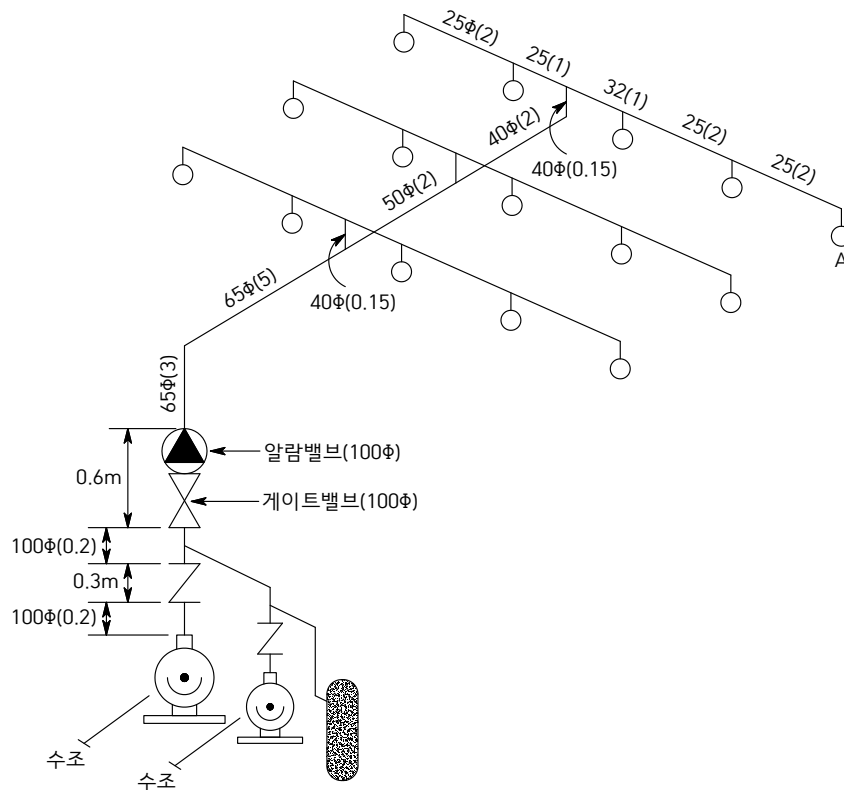 25Φ(2)
25(1)
32(1)
25(2)
25(2)
40Φ(2)
40Φ(0.15)
A
50Φ(2)
65Φ(5)
40Φ(0.15)
65Φ(3)
알람밸브(100Φ)
0.6m
게이트밸브(100Φ)
100Φ(0.2)
0.3m
100Φ(0.2)
수조
수조